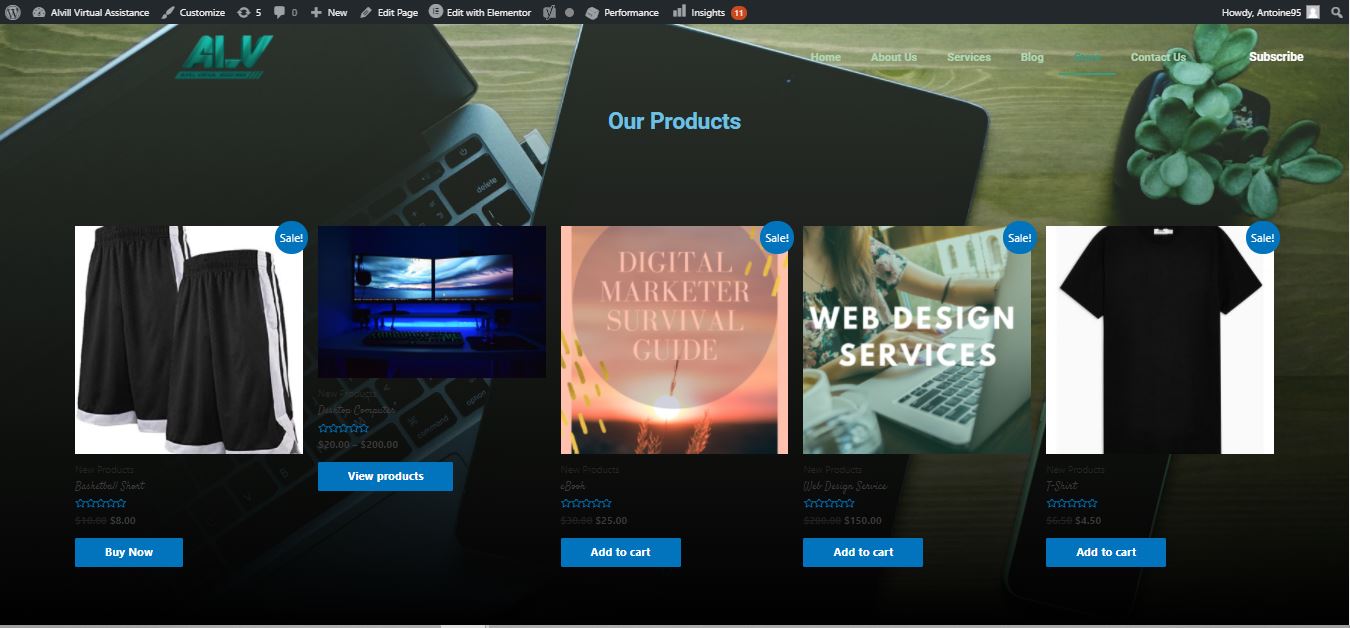 Alvill Virtual Assistance Customize 5 0 New Edit Page Edit with Elementor Performance Insights 11 Howdy, Antoine95
ALV
Home About Us Services Blog Contact Us Subscribe
Our Products
Sale! Sale! Sale! Sale!
delete
DIGITAL
MARKETER
SURVIVAL
GUIDE
WEB DESIGN
SERVICES
New Products
Desktop Computer
$20.00 – $200.00
View products
command
option
New Products New Products New Products New Products
Basketball Short eBook Web Design Service T-Shirt
$10.00 $8.00 $30.00 $25.00 $200.00 $150.00 $6.50 $4.50
Buy Now Add to cart Add to cart Add to cart